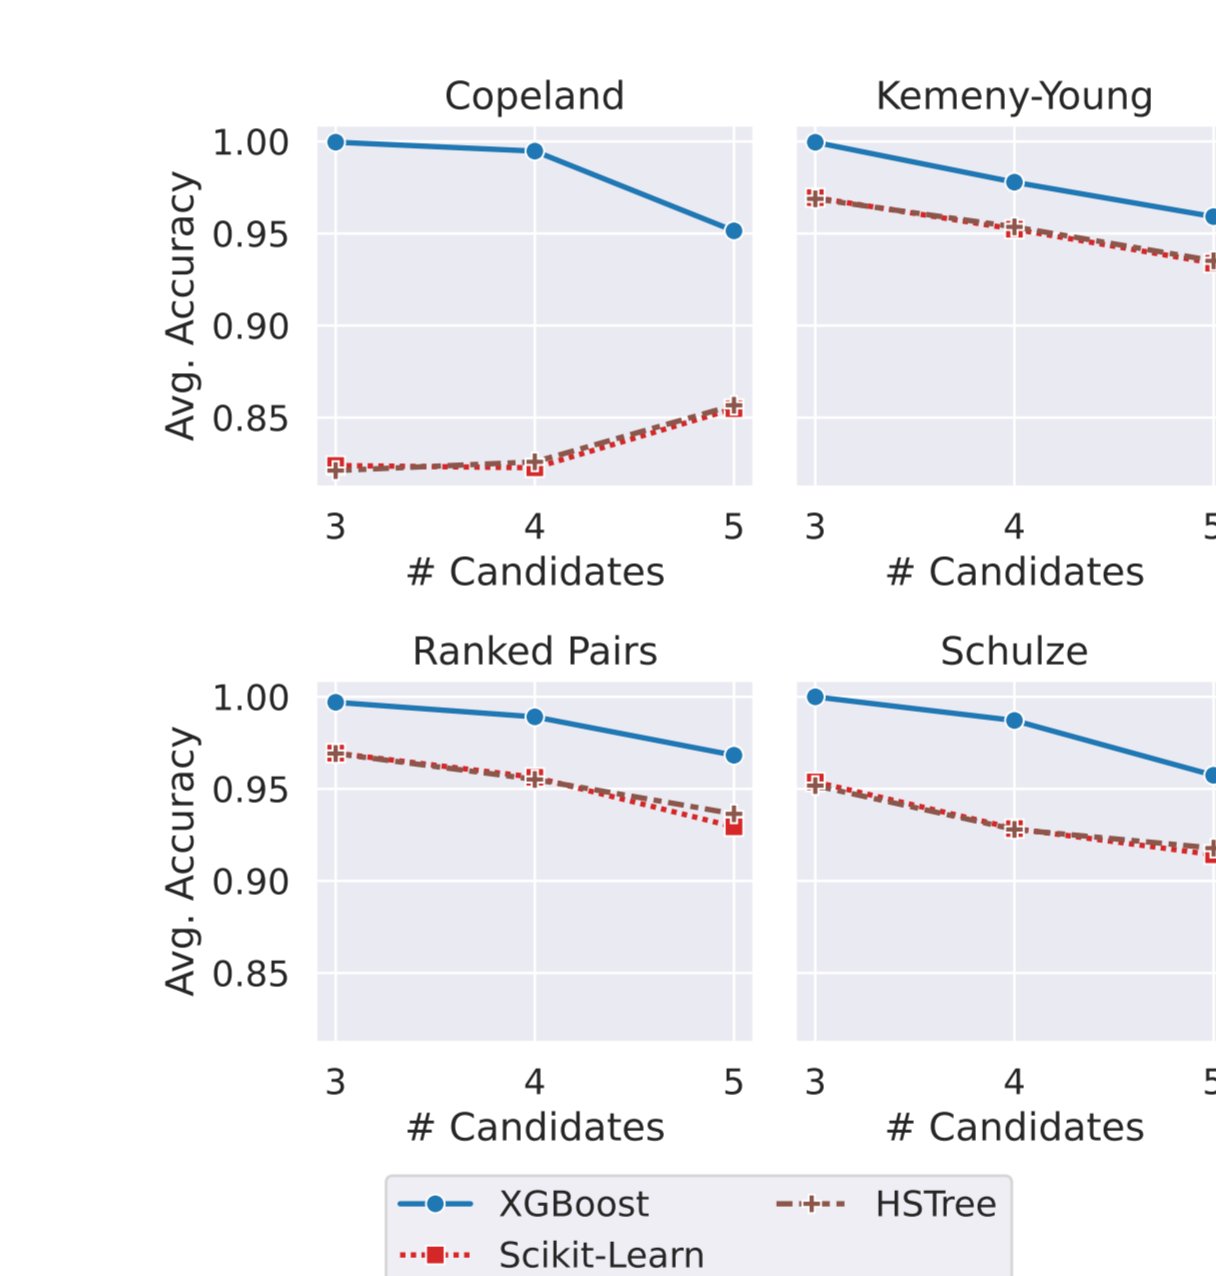 Copeland
Kemeny-Young
1.00
0.95
0.90
0.85
Avg. Accuracy
3 4 5
3 4 5
# Candidates
# Candidates
Ranked Pairs
Schulze
1.00
0.95
0.90
0.85
Avg. Accuracy
3 4 5
3 4 5
# Candidates
# Candidates
XGBoost
HSTree
Scikit-Learn